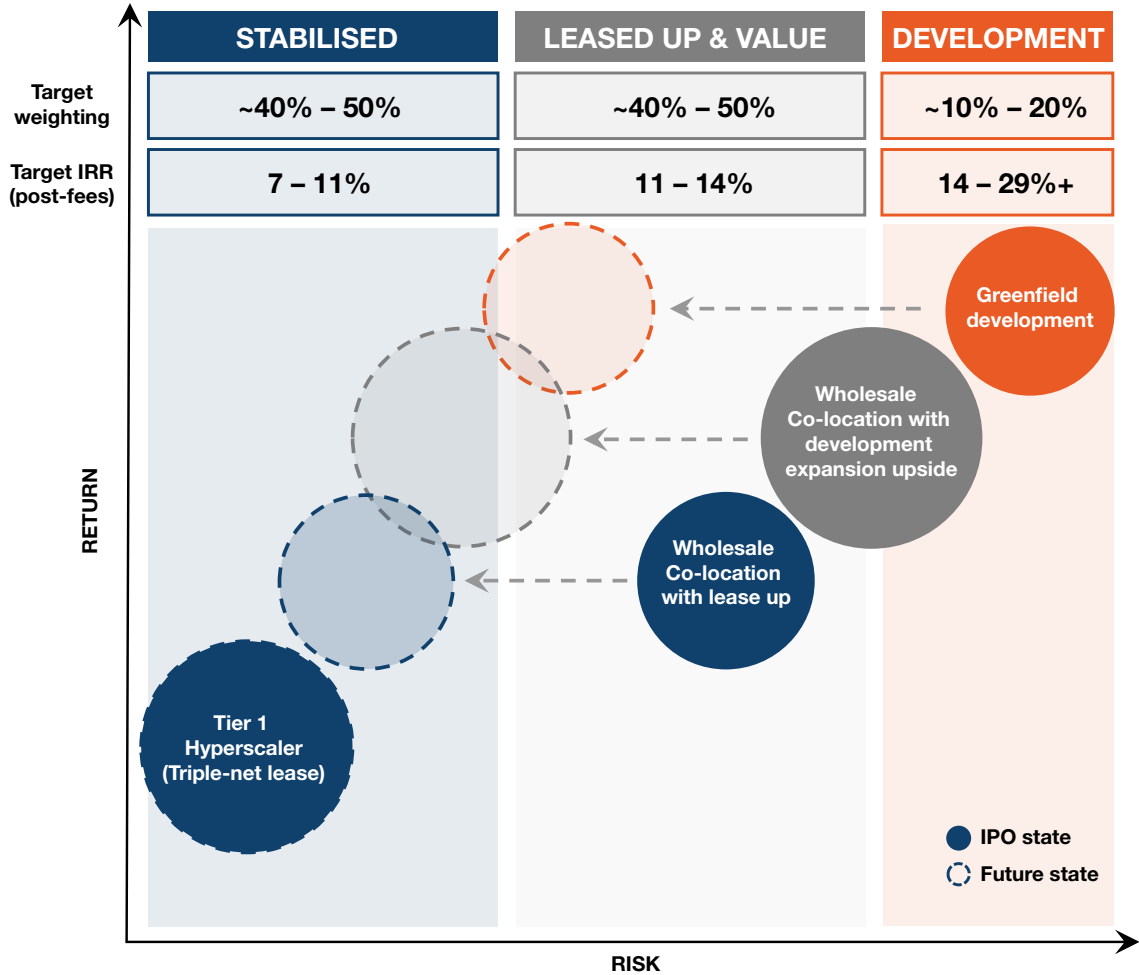 STABILISED
LEASED UP & VALUE
DEVELOPMENT
Target
weighting
~40% – 50%
~40% – 50%
~10% – 20%
Target IRR
(post-fees)
7 – 11%
11 – 14%
14 – 29%+
Greenfield
development
Wholesale
Co-location with
development
expansion upside
Wholesale
Co-location
with lease up
Tier 1
Hyperscaler
(Triple-net lease)
RETURN
IPO state
Future state
RISK